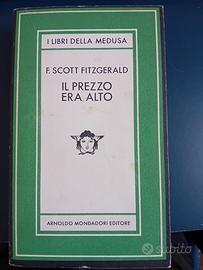 I LIBRI DELLA MEDUSA
F. SCOTT FITZGERALD
IL PREZZO
ERA ALTO
ARNOLDO MONDADORI EDITORE
subito